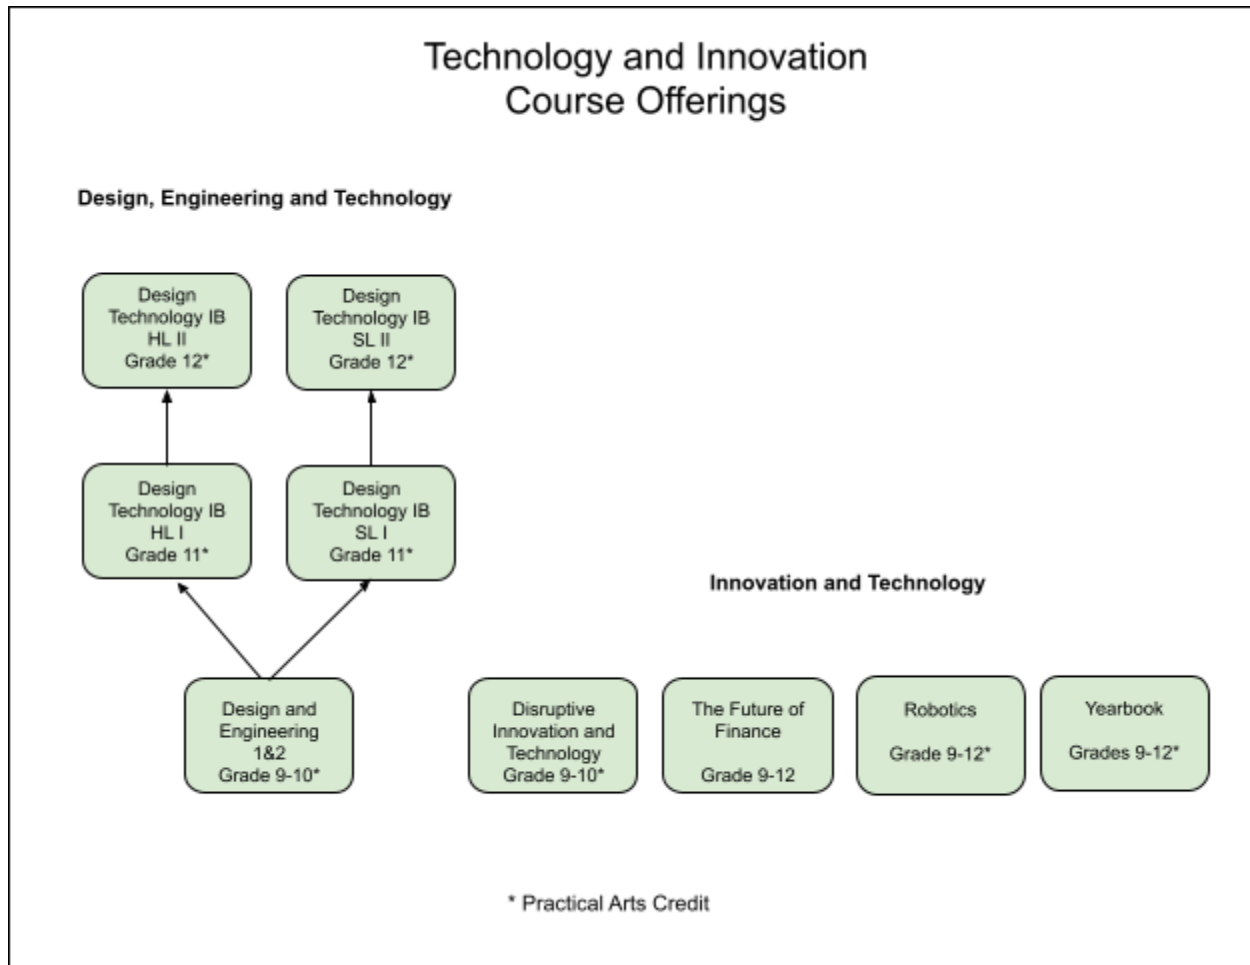 Technology and Innovation
Course Offerings
Design, Engineering and Technology
Design
Technology IB
HL II
Grade 12*
Design
Technology IB
SL II
Grade 12*
Design
Technology IB
HL I
Grade 11*
Design
Technology IB
SL I
Grade 11*
Innovation and Technology
Design and
Engineering
1&2
Grade 9-10*
Disruptive
Innovation and
Technology
Grade 9-10*
The Future of
Finance
Grade 9-12
Robotics
Grade 9-12*
Yearbook
Grades 9-12*
* Practical Arts Credit